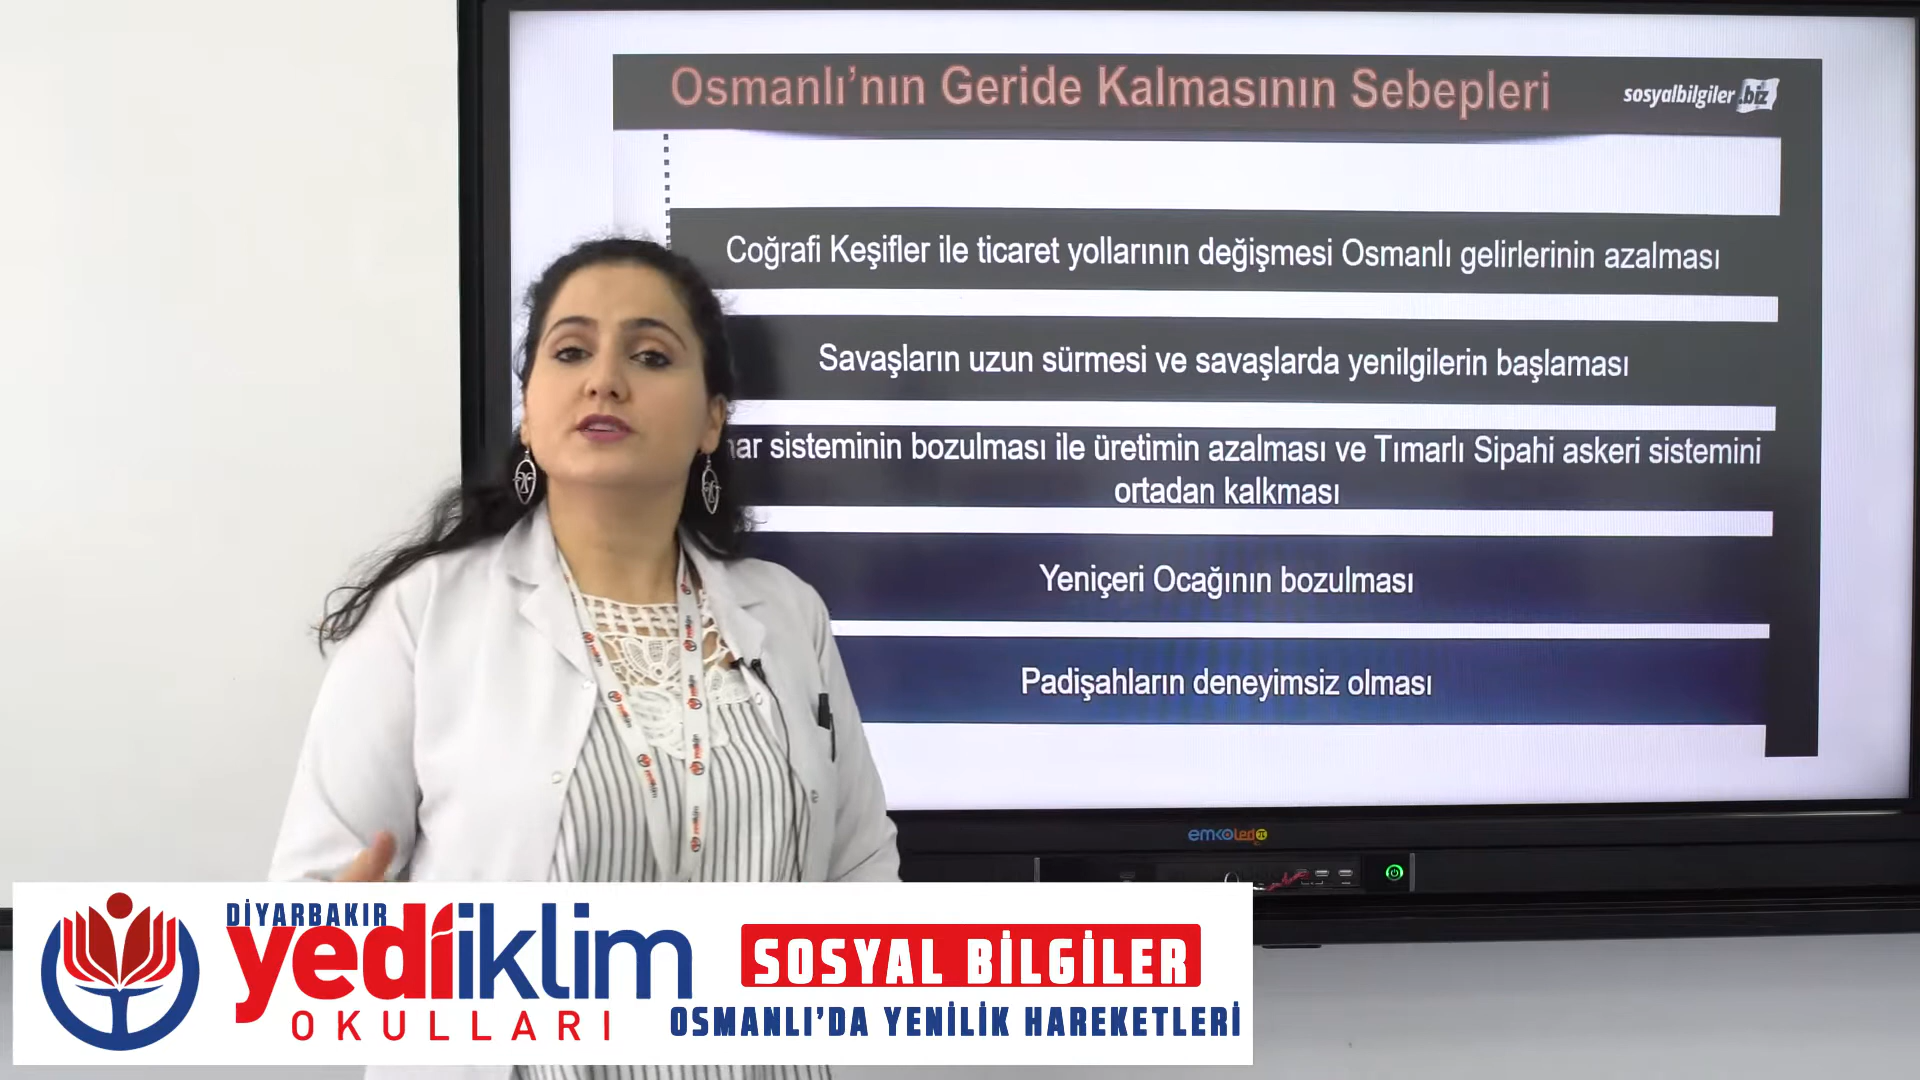 Osmanlı'nın Geride Kalmasının Sebepleri
sosyalbilgiler.biz
Coğrafi Keşifler ile ticaret yollarının değişmesi Osmanlı gelirlerinin azalması
Savaşların uzun sürmesi ve savaşlarda yenilgilerin başlaması
sisteminin bozulması ile üretimin azalması ve Tımarlı Sipahi askeri sistemini
ortadan kalkması
Yeniçeri Ocağının bozulması
Padişahların deneyimsiz olması
emkoled
DİYARBAKIR
yediiklim
OKULLARI
SOSYAL BİLGİLER
OSMANLI'DA YENİLİK HAREKETLERİ